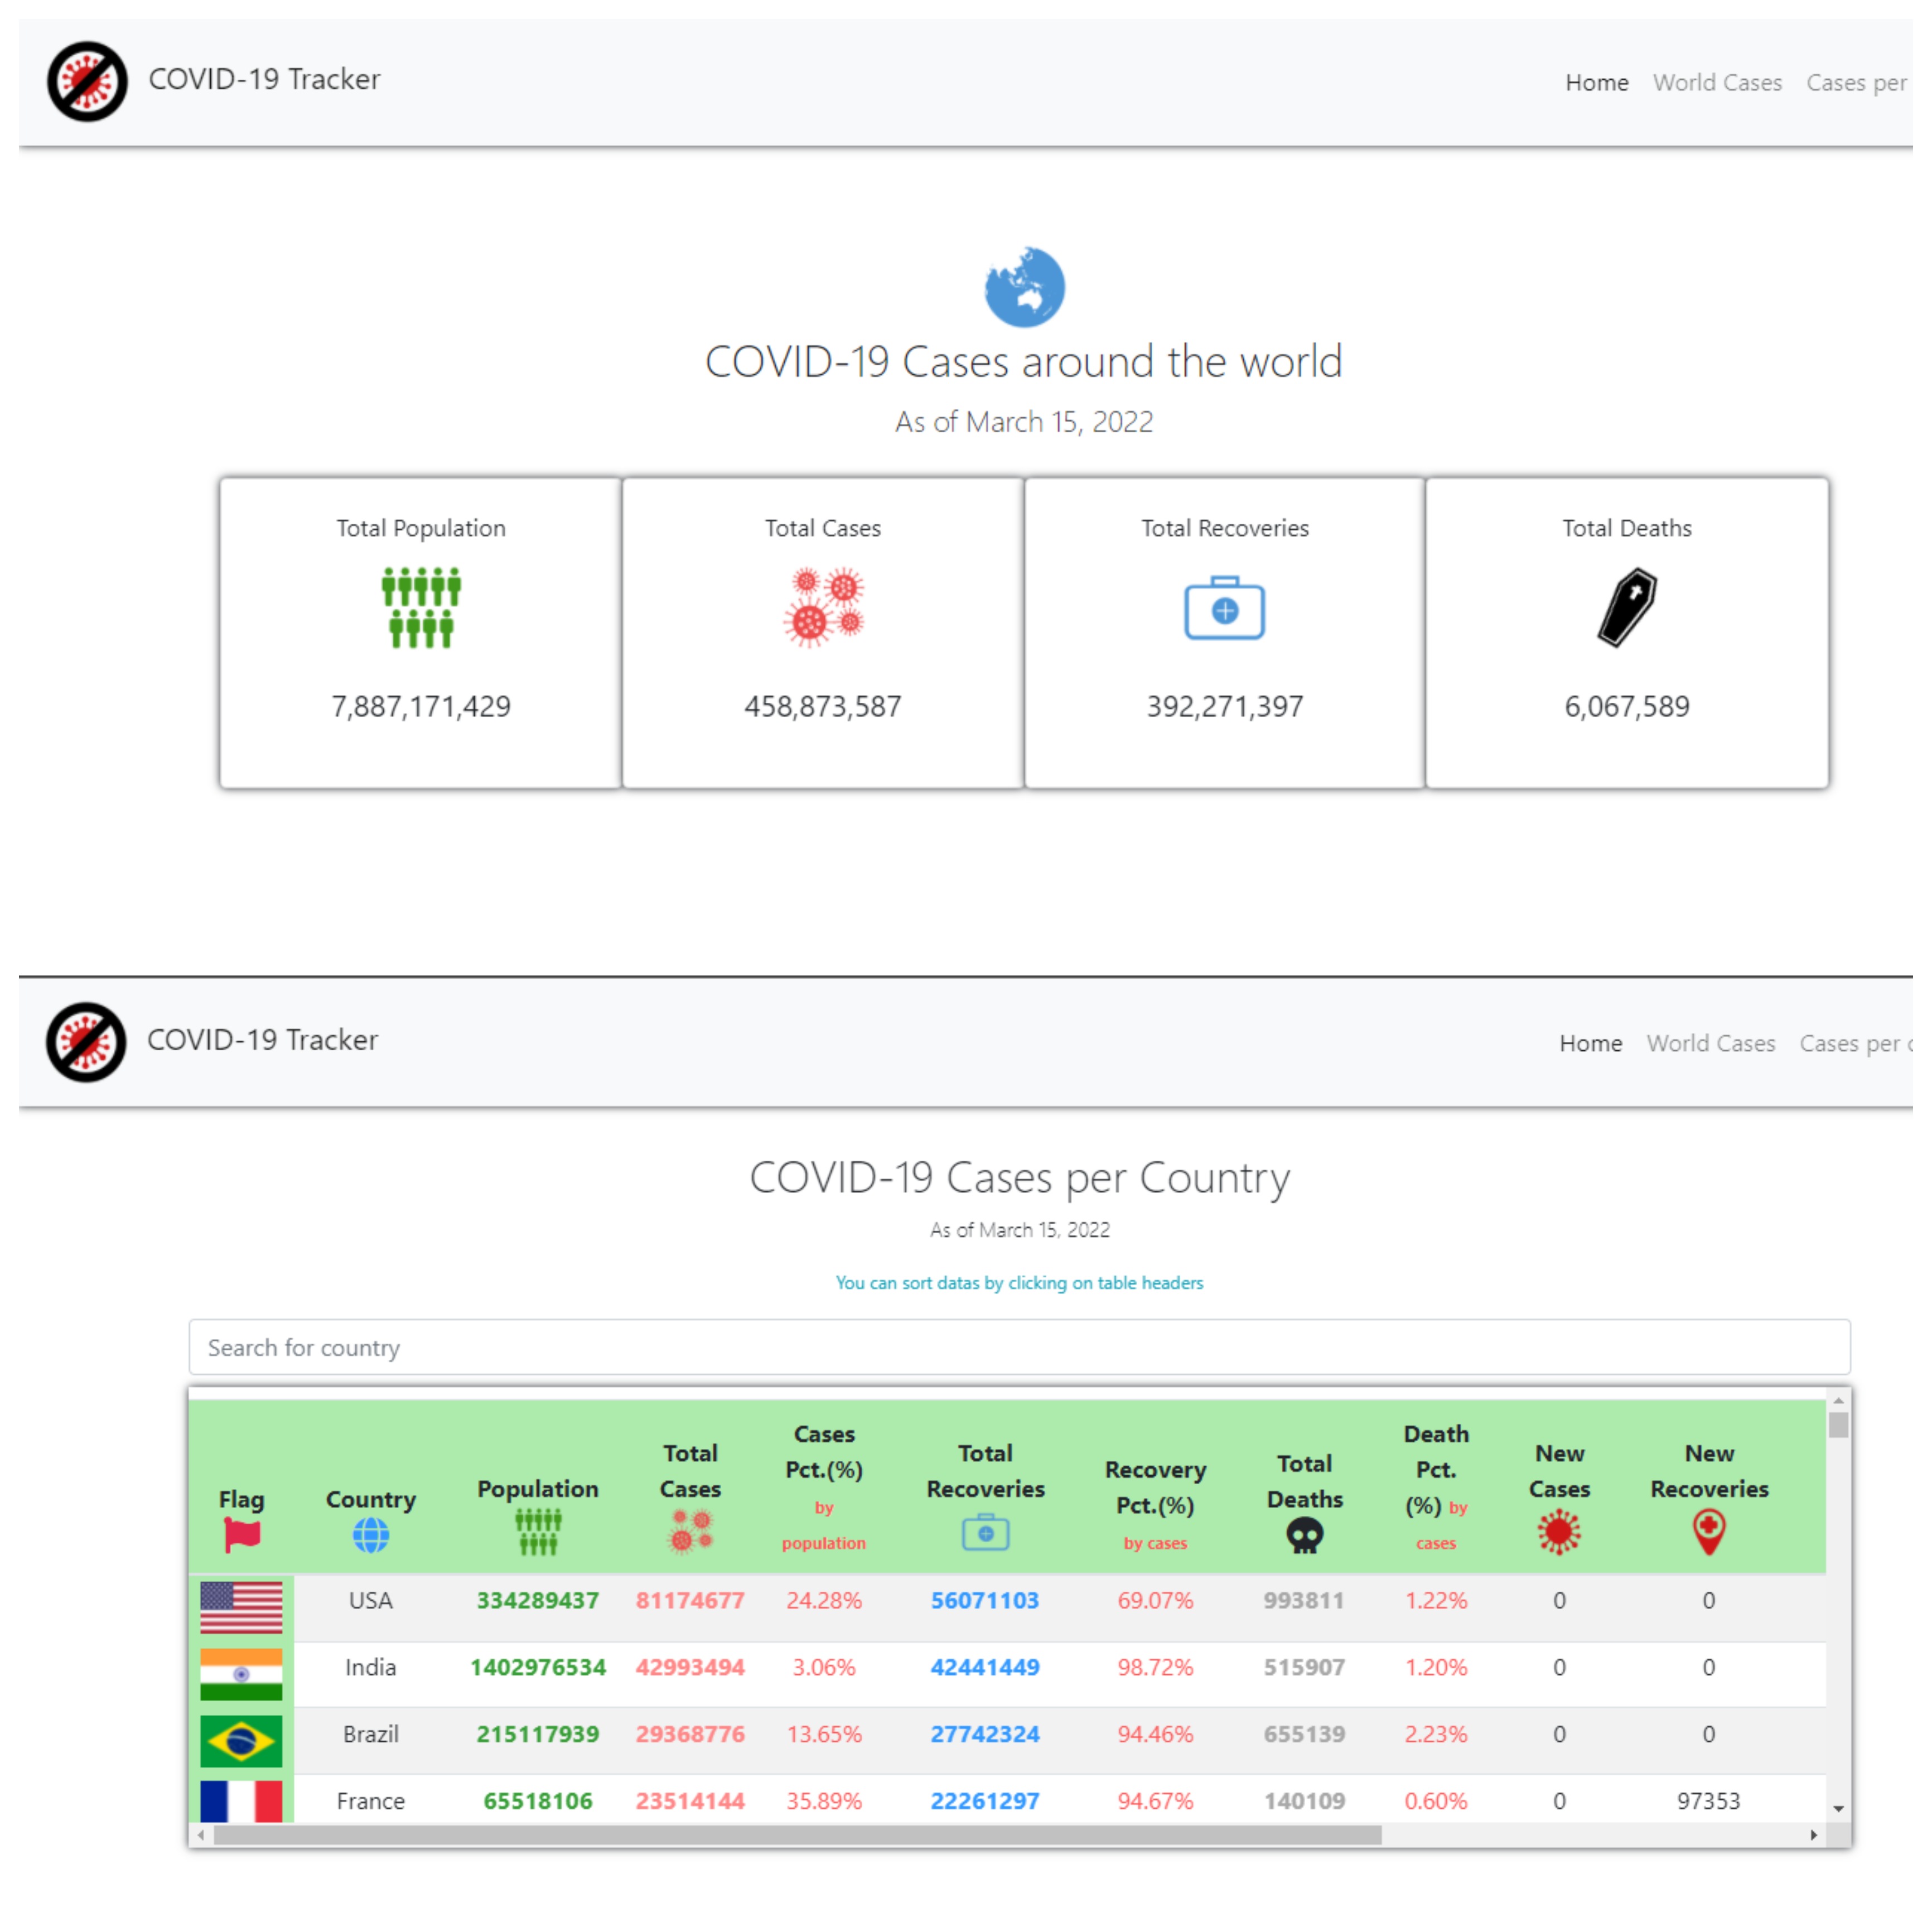 COVID-19 Tracker
Home World Cases Cases per
COVID-19 Cases around the world
As of March 15, 2022
Total Population
7,887,171,429
Total Cases
458,873,587
Total Recoveries
392,271,397
Total Deaths
6,067,589
COVID-19 Tracker
Home World Cases Cases per
COVID-19 Cases per Country
As of March 15, 2022
You can sort datas by clicking on table headers
Search for country
Flag
Country
Population
Total
Cases
Cases
Pct.(%)
by
population
Total
Recoveries
Recovery
Pct.(%)
by cases
Total
Deaths
Death
Pct.
(%) by
cases
New
Cases
New
Recoveries
USA 334289437 81174677 24.28% 56071103 69.07% 993811 1.22% 0 0
India 1402976534 42993494 3.06% 42441449 98.72% 515907 1.20% 0 0
Brazil 215117939 29368776 13.65% 27742324 94.46% 655139 2.23% 0 0
France 65518106 23514144 35.89% 22261297 94.67% 140109 0.60% 0 97353